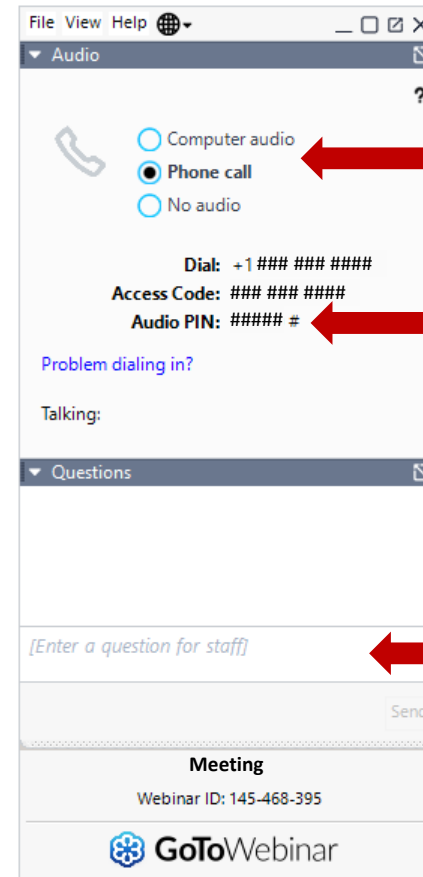 File View Help
Audio
?
Computer audio
Phone call
No audio
Dial: +1 ### ### ####
Access Code: ### ### ####
Audio PIN: ##### #
Problem dialing in?
Talking:
Questions
[Enter a question for staff]
Send
Meeting
Webinar ID: 145-468-395
GoToWebinar